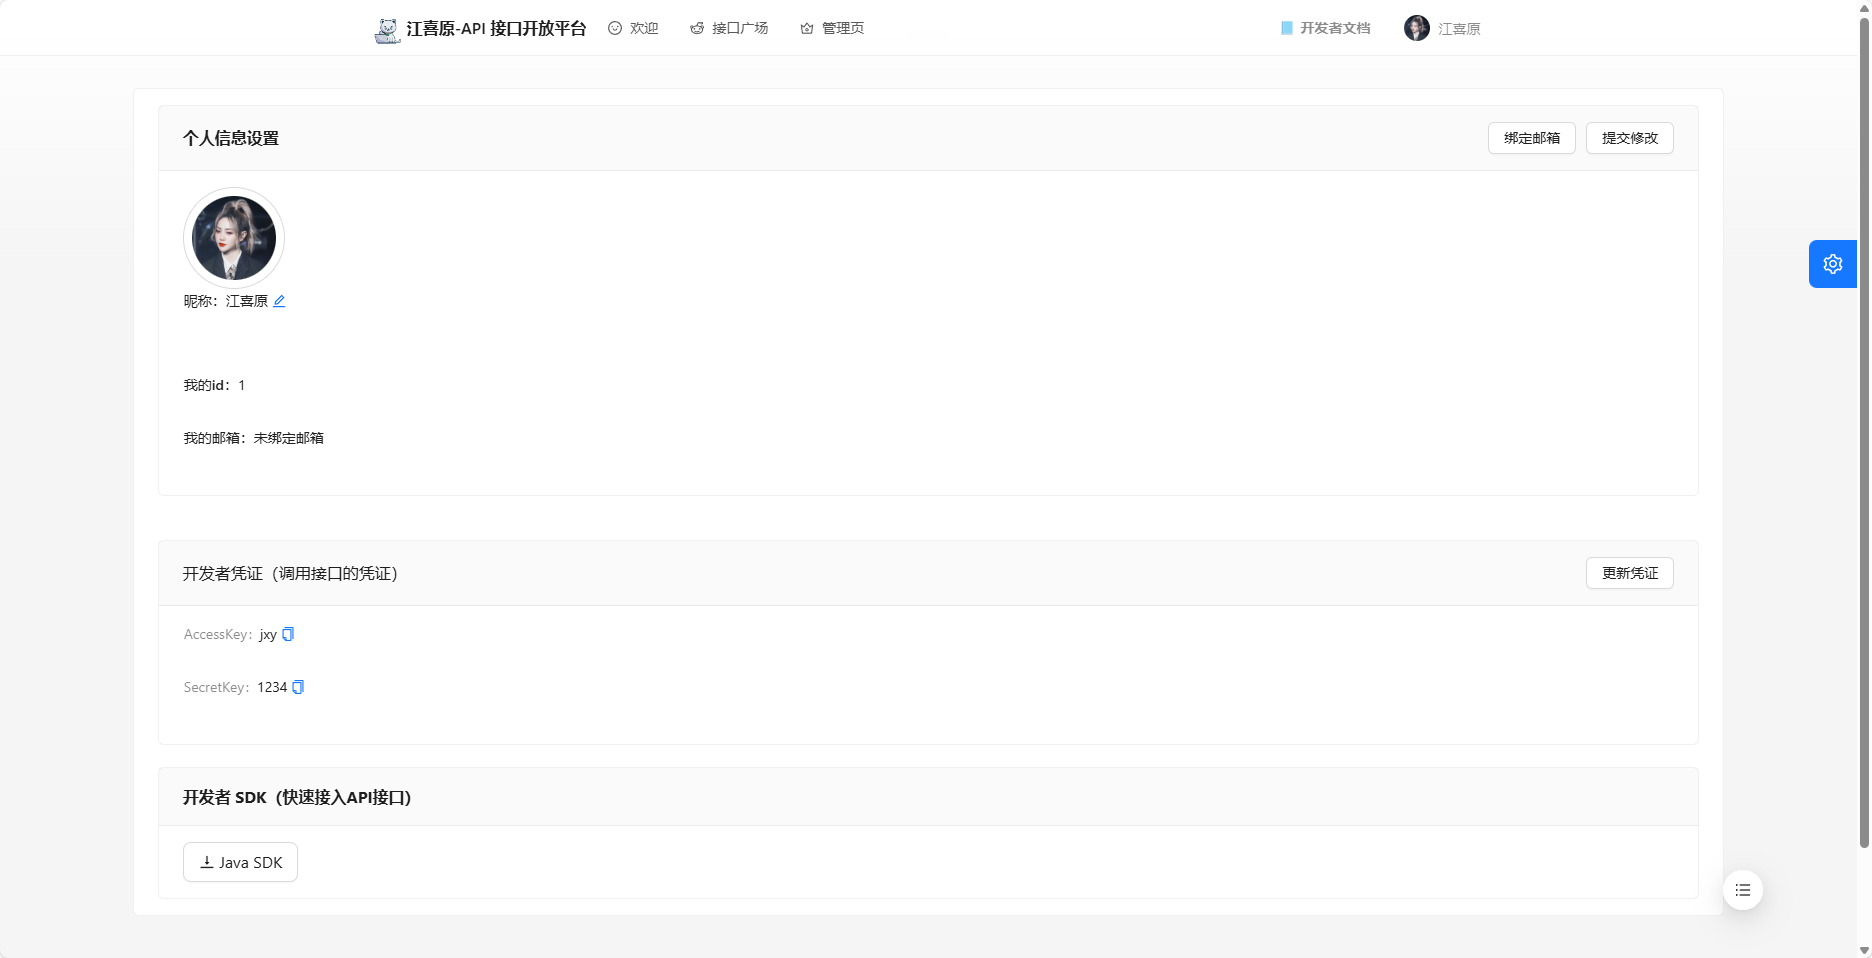 江喜原-API 接口开放平台 欢迎 接口广场 管理页 开发者文档 江喜原
个人信息设置 绑定邮箱 提交修改
昵称：江喜原
我的id：1
我的邮箱：未绑定邮箱
开发者凭证（调用接口的凭证） 更新凭证
AccessKey：jxy
SecretKey：1234
开发者 SDK（快速接入API接口）
Java SDK